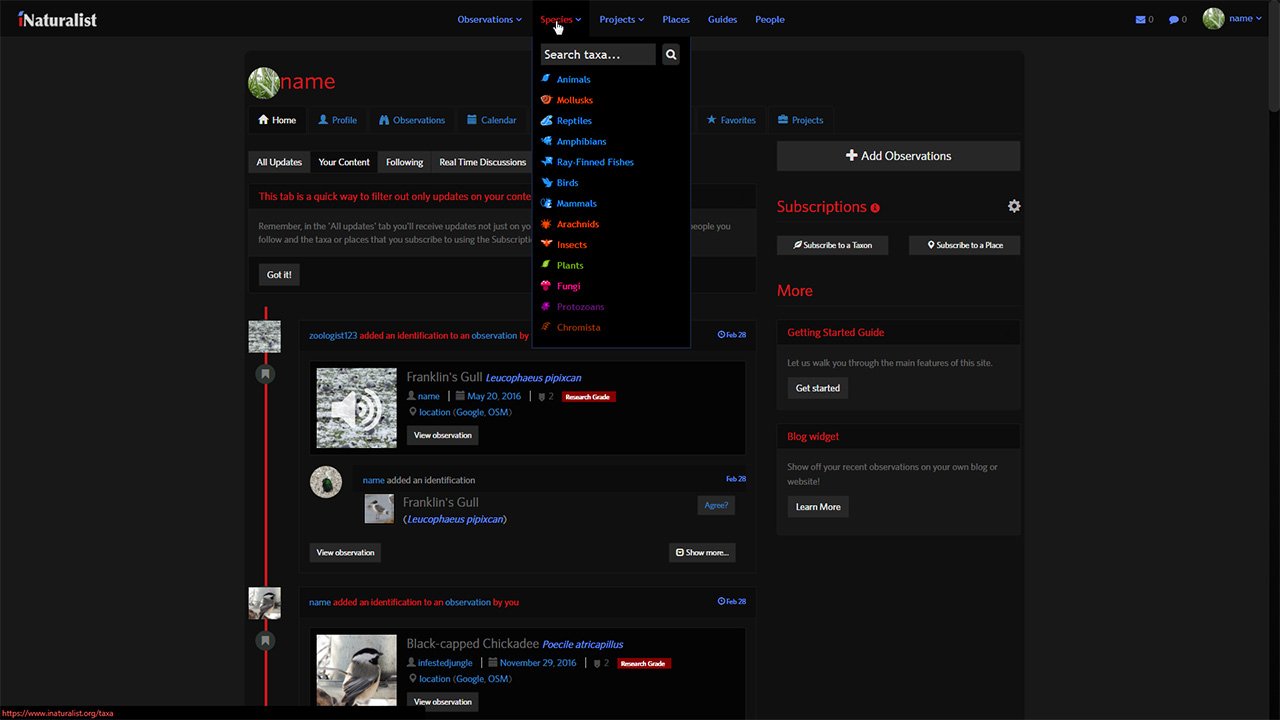 iNaturalist
Observations Species Projects Places Guides People 0 0 name
Search taxa...
Animals
Mollusks
Reptiles
Amphibians
Ray-Finned Fishes
Birds
Mammals
Arachnids
Insects
Plants
Fungi
Protozoans
Chromista
name
Home Profile Observations Calendar Favorites Projects
All Updates Your Content Following Real Time Discussions
This tab is a quick way to filter out only updates on your conte
Remember, in the 'All updates' tab you'll receive updates not just on yo people you
follow and the taxa or places that you subscribe to using the Subscripti
Got it!
zoologist123 added an identification to an observation by Feb 28
Franklin's Gull Leucophaeus pipixcan
name May 20, 2016 2 Research Grade
location (Google, OSM)
View observation
name added an identification Feb 28
Franklin's Gull
(Leucophaeus pipixcan)
Agree?
View observation Show more...
name added an identification to an observation by you Feb 28
Black-capped Chickadee Poecile atricapillus
infestedjungle November 29, 2016 2 Research Grade
location (Google, OSM)
View observation
Add Observations
Subscriptions
Subscribe to a Taxon Subscribe to a Place
More
Getting Started Guide
Let us walk you through the main features of this site.
Get started
Blog widget
Show off your recent observations on your own blog or
website!
Learn More
https://www.inaturalist.org/taxa